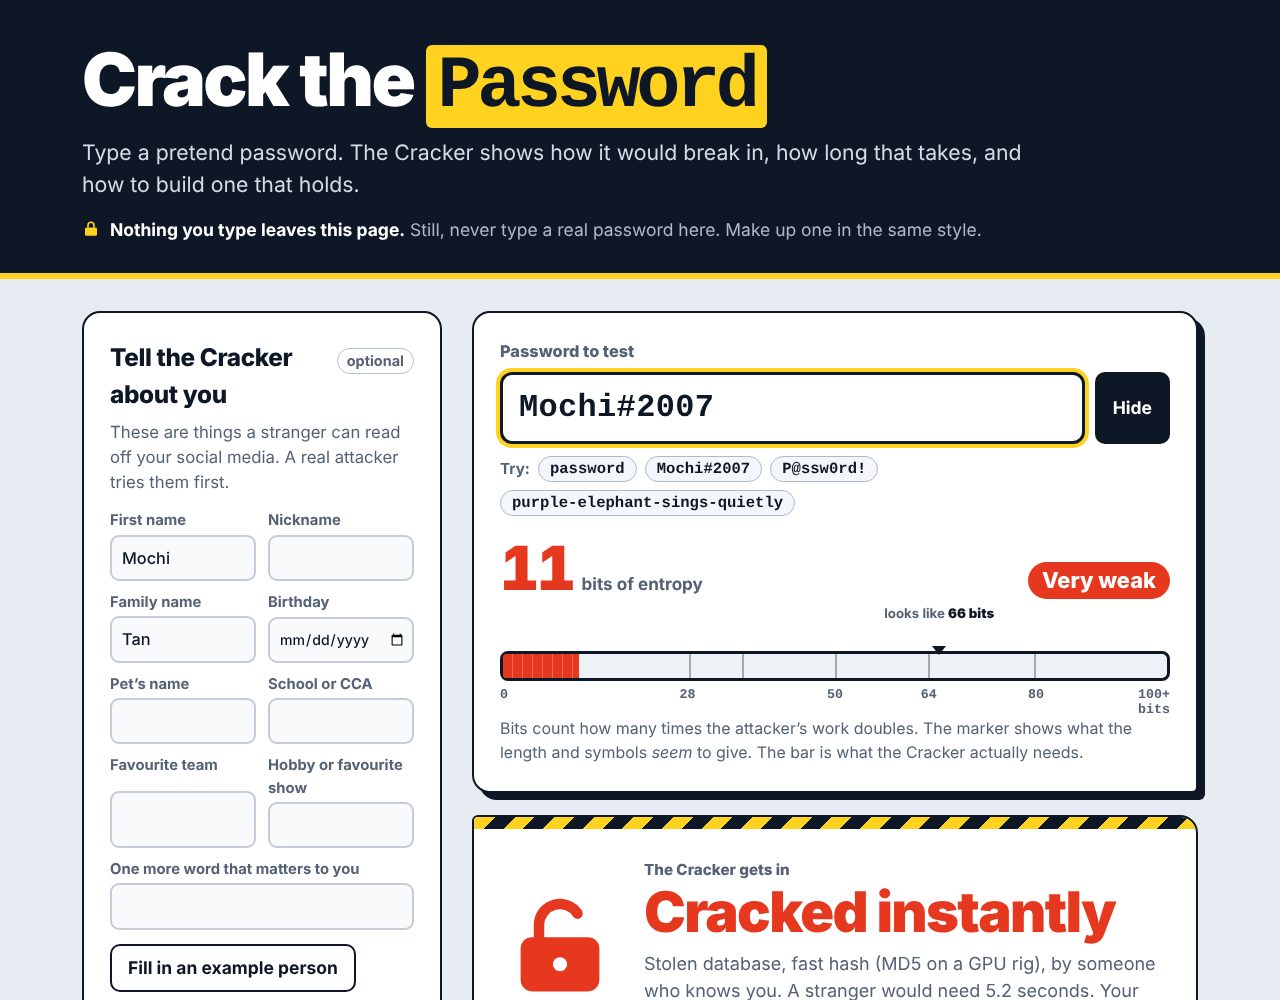 Crack the Password
Type a pretend password. The Cracker shows how it would break in, how long that takes, and
how to build one that holds.
Nothing you type leaves this page. Still, never type a real password here. Make up one in the same style.
Tell the Cracker
about you
optional
These are things a stranger can read
off your social media. A real attacker
tries them first.
First name
Nickname
Mochi
Family name
Birthday
Tan
mm/dd/yyyy
Pet’s name
School or CCA
Favourite team
Hobby or favourite
show
One more word that matters to you
Fill in an example person
Password to test
Mochi#2007
Hide
Try: password Mochi#2007 P@ssw0rd!
purple-elephant-sings-quietly
11 bits of entropy
Very weak
looks like 66 bits
0 28 50 64 80 100+
bits
Bits count how many times the attacker’s work doubles. The marker shows what the
length and symbols seem to give. The bar is what the Cracker actually needs.
The Cracker gets in
Cracked instantly
Stolen database, fast hash (MD5 on a GPU rig), by someone
who knows you. A stranger would need 5.2 seconds. Your